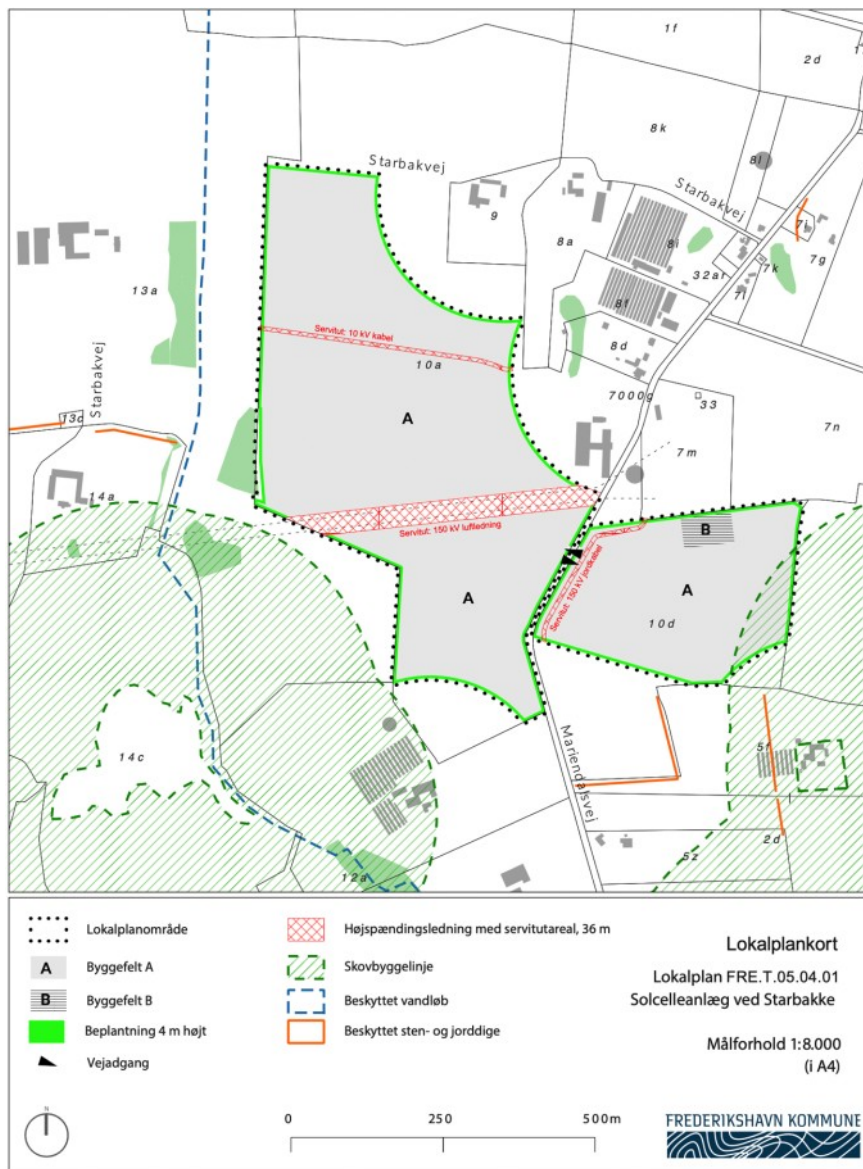 1f
2d
8k
Starbakvej
8l
Starbakvej
9
7i
8a
8i
7g
7k
32ar
7l
13a
8f
Servitut: 10 kV kabel
10a
8d
Starbakvej
7000g
33
A
7n
13c
7m
14a
Servitut: 150 kV luftledning
B
Servitut: 150 kV jordkabel
A
A
10d
14c
Mariendalsvej
5f
2d
12a
5z
Lokalplanområde
A
Byggefelt A
B
Byggefelt B
Beplantning 4 m højt
Vejadgang
Højspændingsledning med servitutareal, 36 m
Skovbyggelinje
Beskyttet vandløb
Beskyttet sten- og jorddige
Lokalplankort
Lokalplan FRE.T.05.04.01
Solcelleanlæg ved Starbakke
Målforhold 1:8.000
(i A4)
N
0 250 500m
FREDERIKSHAVN KOMMUNE